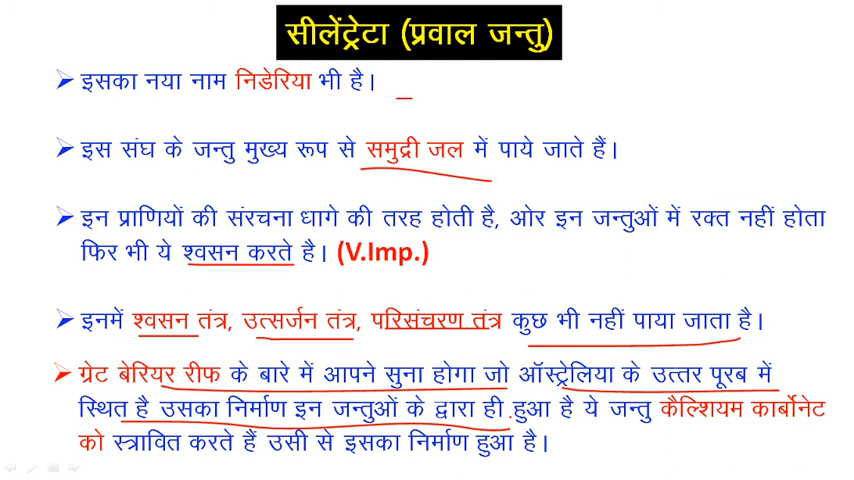 सीलेंट्रेटा (प्रवाल जन्तु)
इसका नया नाम निडेरिया भी है।
इस संघ के जन्तु मुख्य रूप से समुद्री जल में पाये जाते हैं।
इन प्राणियों की संरचना धागे की तरह होती है, ओर इन जन्तुओं में रक्त नहीं होता
फिर भी ये श्वसन करते है। (V.Imp.)
इनमें श्वसन तंत्र, उत्सर्जन तंत्र, परिसंचरण तंत्र कुछ भी नहीं पाया जाता है।
ग्रेट बेरियर रीफ के बारे में आपने सुना होगा जो ऑस्ट्रेलिया के उत्तर पूरब में
स्थित है उसका निर्माण इन जन्तुओं के द्वारा ही हुआ है ये जन्तु कैल्शियम कार्बोनेट
को स्त्रावित करते हैं उसी से इसका निर्माण हुआ है।